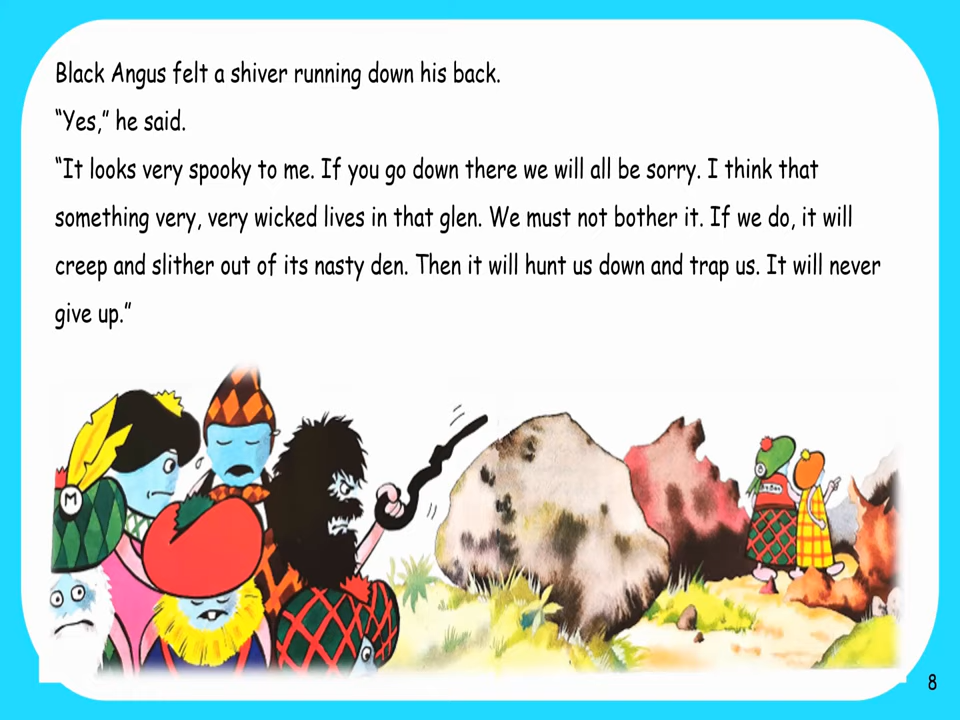 Black Angus felt a shiver running down his back.
“Yes,” he said.
“It looks very spooky to me. If you go down there we will all be sorry. I think that
something very, very wicked lives in that glen. We must not bother it. If we do, it will
creep and slither out of its nasty den. Then it will hunt us down and trap us. It will never
give up.”
M
8